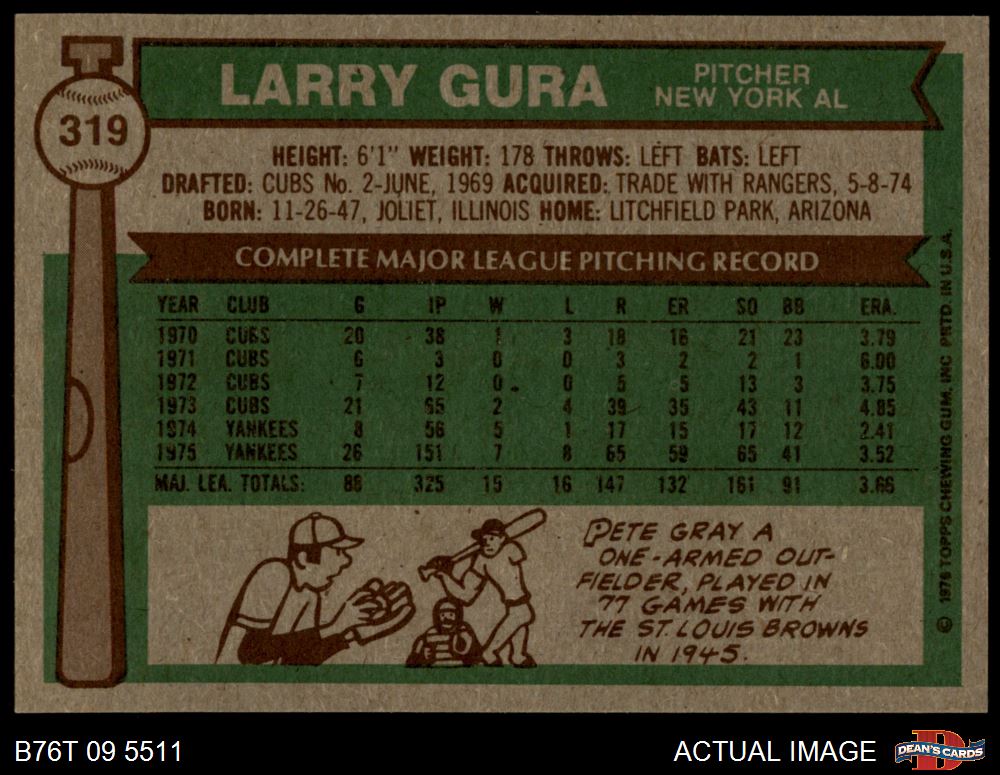 319
LARRY GURA
PITCHER
NEW YORK AL
HEIGHT: 6'1" WEIGHT: 178 THROWS: LEFT BATS: LEFT
DRAFTED: CUBS No. 2-JUNE, 1969 ACQUIRED: TRADE WITH RANGERS, 5-8-74
BORN: 11-26-47, JOLIET, ILLINOIS HOME: LITCHFIELD PARK, ARIZONA
COMPLETE MAJOR LEAGUE PITCHING RECORD
YEAR CLUB G IP W L R ER SO BB ERA.
1970 CUBS 20 38 1 3 18 16 21 23 3.79
1971 CUBS 6 3 0 0 3 2 2 1 6.00
1972 CUBS 7 12 0 0 5 5 13 3 3.75
1973 CUBS 21 65 2 4 39 35 43 11 4.85
1974 YANKEES 8 56 5 1 17 15 17 12 2.41
1975 YANKEES 26 151 7 8 65 59 65 41 3.52
MAJ. LEA. TOTALS: 88 325 15 16 147 132 161 91 3.66
PETE GRAY A
ONE-ARMED OUT-
FIELDER, PLAYED IN
77 GAMES WITH
THE ST. LOUIS BROWNS
IN 1945.
© 1976 TOPPS CHEWING GUM, INC PRTD. IN U.S.A.
B76T 09 5511
ACTUAL IMAGE
D
DEAN'S CARDS